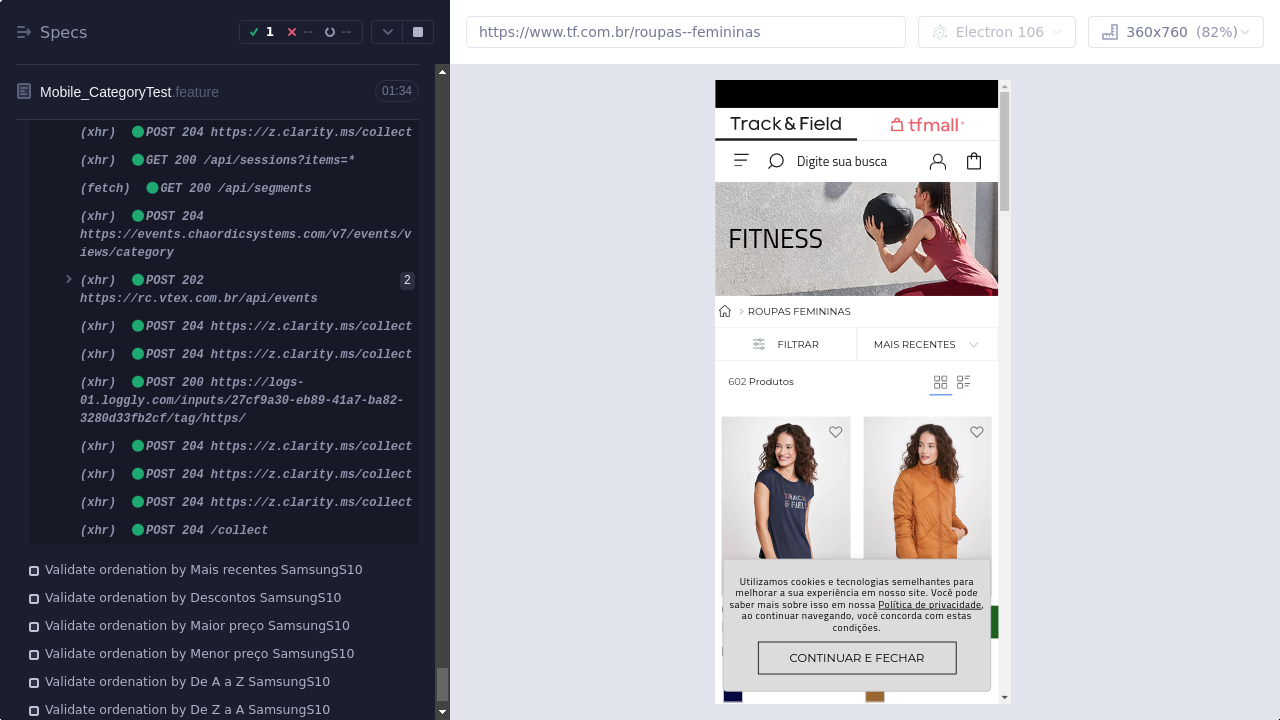 Specs
1
--
--
https://www.tf.com.br/roupas--femininas
Electron 106
360x760 (82%)
Mobile_CategoryTest.feature
01:34
(xhr) POST 204 https://z.clarity.ms/collect
(xhr) GET 200 /api/sessions?items=*
(fetch) GET 200 /api/segments
(xhr) POST 204
https://events.chaordicsystems.com/v7/events/v
iews/category
(xhr) POST 202
https://rc.vtex.com.br/api/events
2
(xhr) POST 204 https://z.clarity.ms/collect
(xhr) POST 204 https://z.clarity.ms/collect
(xhr) POST 200 https://logs-
01.loggly.com/inputs/27cf9a30-eb89-41a7-ba82-
3280d33fb2cf/tag/https/
(xhr) POST 204 https://z.clarity.ms/collect
(xhr) POST 204 https://z.clarity.ms/collect
(xhr) POST 204 https://z.clarity.ms/collect
(xhr) POST 204 /collect
Validate ordenation by Mais recentes SamsungS10
Validate ordenation by Descontos SamsungS10
Validate ordenation by Maior preço SamsungS10
Validate ordenation by Menor preço SamsungS10
Validate ordenation by De A a Z SamsungS10
Validate ordenation by De Z a A SamsungS10
Track&Field
tfmall
Digite sua busca
FITNESS
ROUPAS FEMININAS
FILTRAR
MAIS RECENTES
602 Produtos
TRACK
& FIELD
Utilizamos cookies e tecnologias semelhantes para
melhorar a sua experiência em nosso site. Você pode
saber mais sobre isso em nossa Política de privacidade,
ao continuar navegando, você concorda com estas
condições.
CONTINUAR E FECHAR